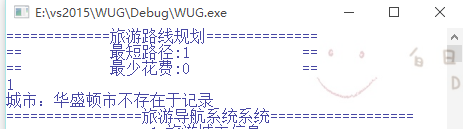 E:\vs2015\WUG\Debug\WUG.exe
=============旅游路线规划=============
== 最短路径:1 ==
== 最少花费:0 ==
1
城市：华盛顿市不存在于记录
================旅游导航系统系统=================